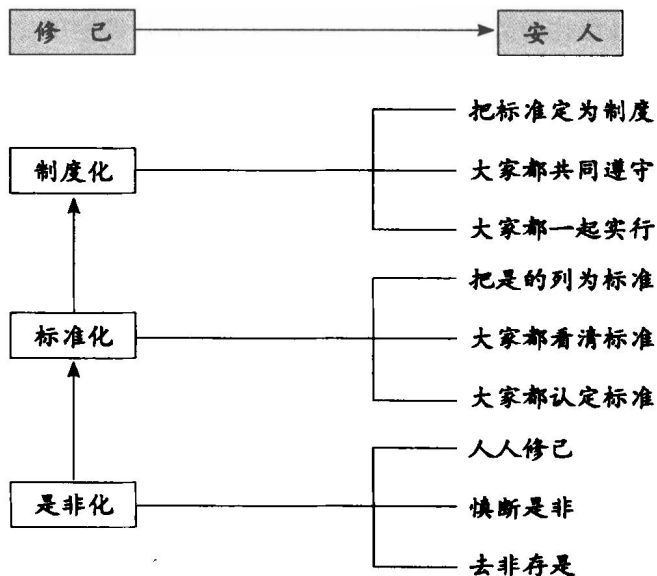 修己
安人
制度化
把标准定为制度
大家都共同遵守
大家都一起实行
标准化
把是的列为标准
大家都看清标准
大家都认定标准
是非化
人人修己
慎断是非
去非存是